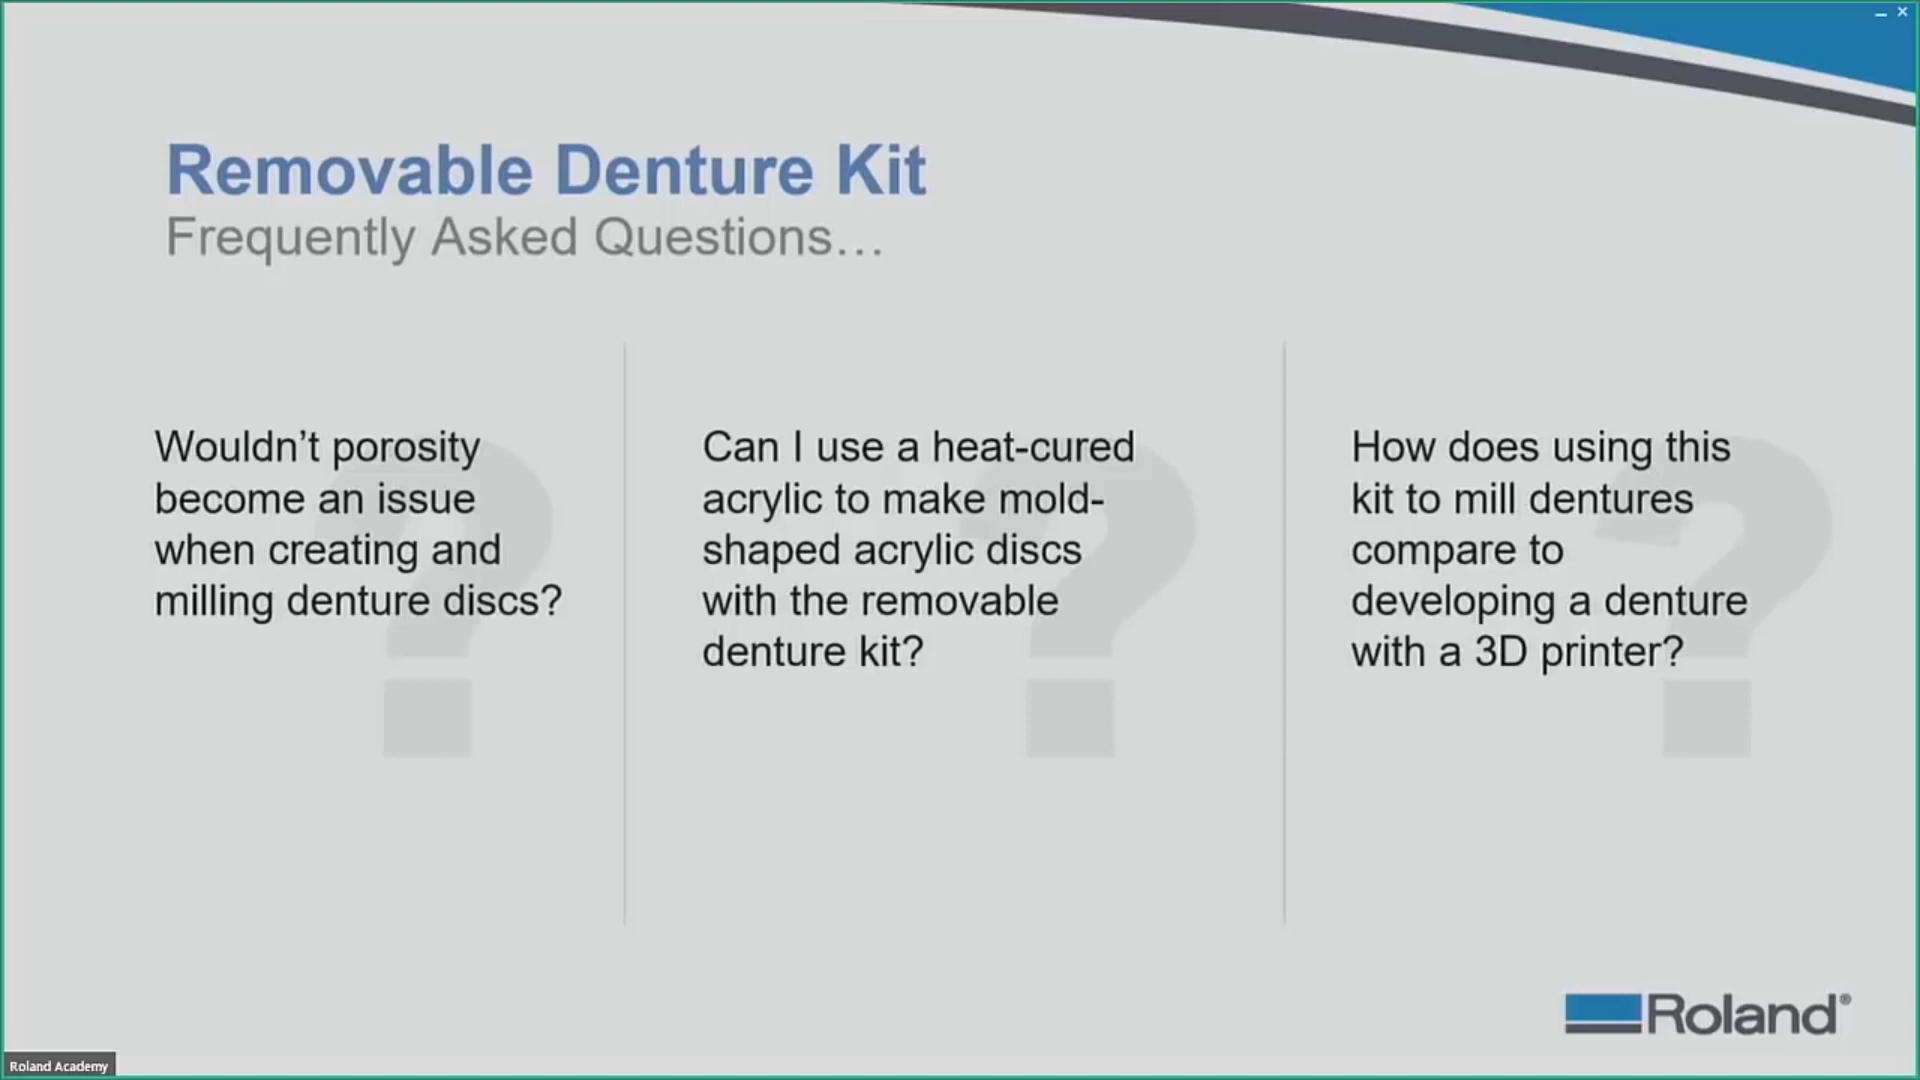 Removable Denture Kit
Frequently Asked Questions…
Wouldn’t porosity
become an issue
when creating and
milling denture discs?
Can I use a heat-cured
acrylic to make mold-
shaped acrylic discs
with the removable
denture kit?
How does using this
kit to mill dentures
compare to
developing a denture
with a 3D printer?
Roland®
Roland Academy